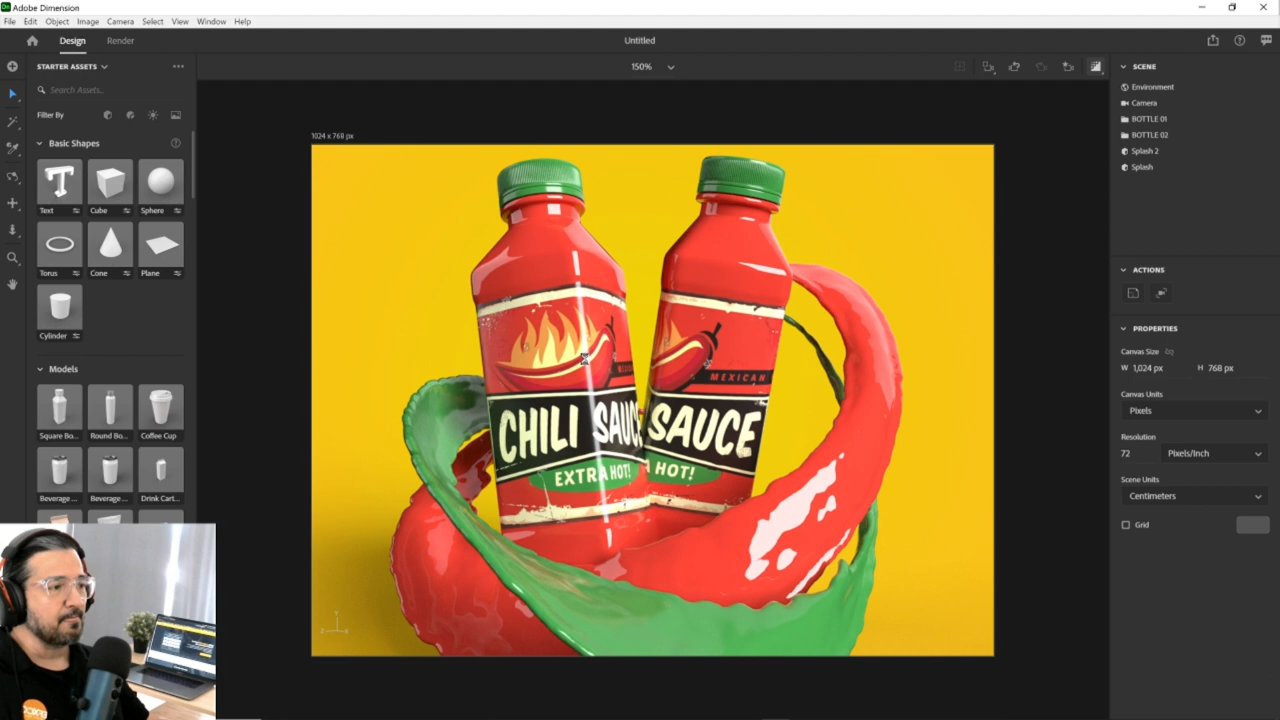 Dn Adobe Dimension
File Edit Object Image Camera Select View Window Help
Design Render Untitled
STARTER ASSETS
150%
Search Assets...
Filter By
Basic Shapes
Text Cube Sphere
Torus Cone Plane
Cylinder
Models
Square Bo... Round Bo... Coffee Cup
Beverage ... Beverage ... Drink Cart...
1024 x 768 px
CHILI SAUC
EXTRA HOT!
MEXICAN
SAUCE
A HOT!
Y
Z X
SCENE
Environment
Camera
BOTTLE 01
BOTTLE 02
Splash 2
Splash
ACTIONS
PROPERTIES
Canvas Size
W 1,024 px H 768 px
Canvas Units
Pixels
Resolution
72 Pixels/Inch
Scene Units
Centimeters
Grid